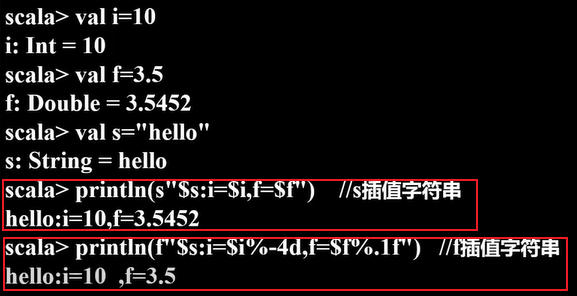 scala> val i=10
i: Int = 10
scala> val f=3.5
f: Double = 3.5452
scala> val s="hello"
s: String = hello
scala> println(s"$s:i=$i,f=$f")    //s插值字符串
hello:i=10,f=3.5452
scala> println(f"$s:i=$i%-4d,f=$f%.1f")   //f插值字符串
hello:i=10  ,f=3.5